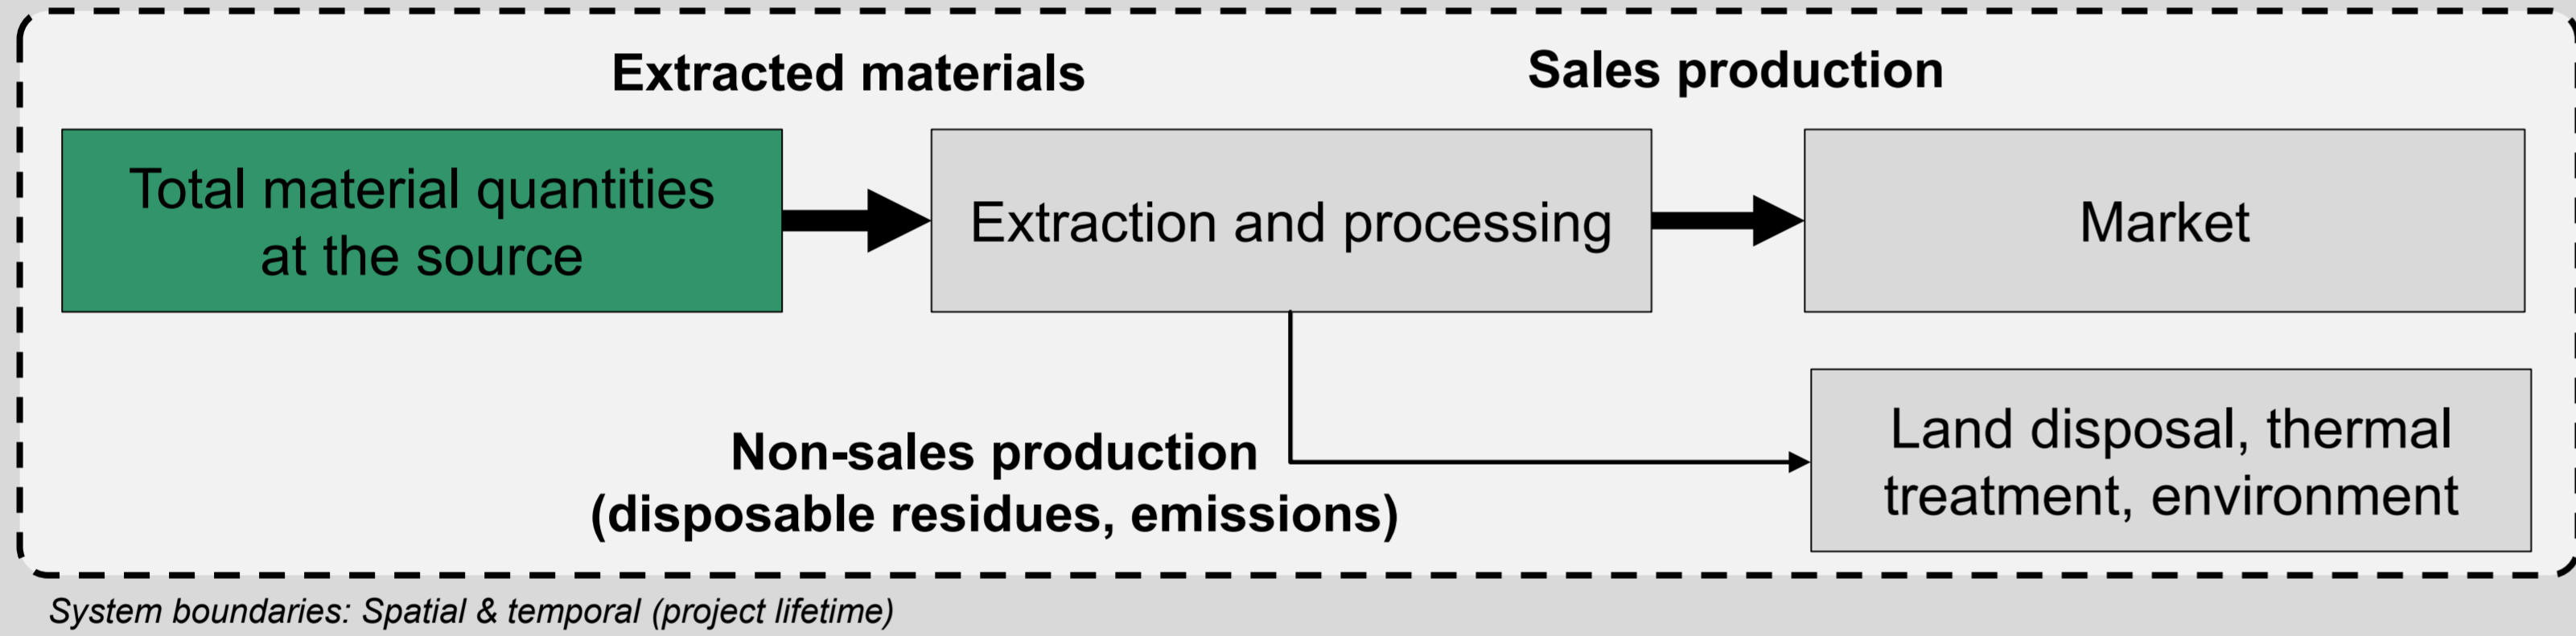 Extracted materials
Sales production
Total material quantities
at the source
Extraction and processing
Market
Non-sales production
(disposable residues, emissions)
Land disposal, thermal
treatment, environment
System boundaries: Spatial & temporal (project lifetime)